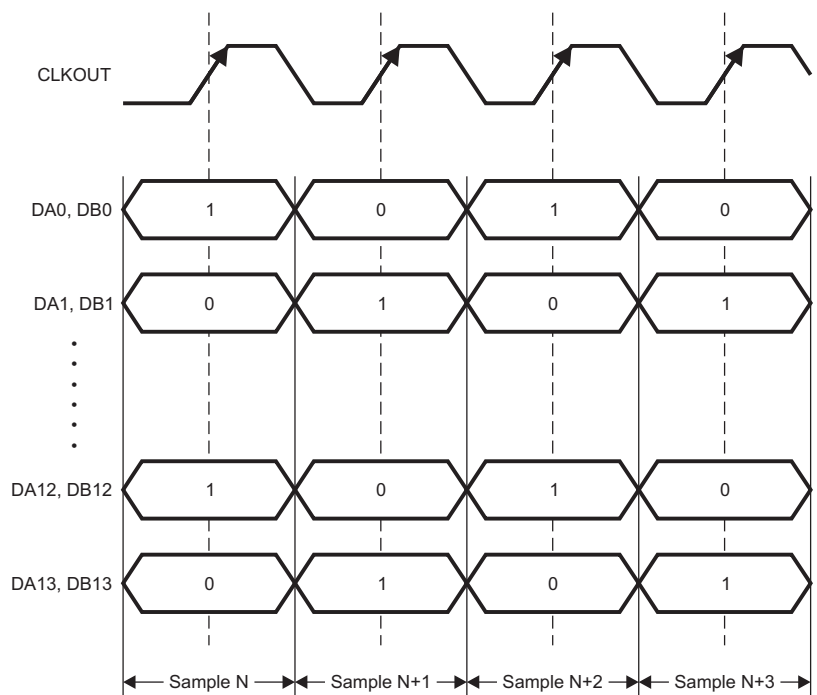 CLKOUT
DA0, DB0 1 0 1 0
DA1, DB1 0 1 0 1
DA12, DB12 1 0 1 0
DA13, DB13 0 1 0 1
Sample N Sample N+1 Sample N+2 Sample N+3